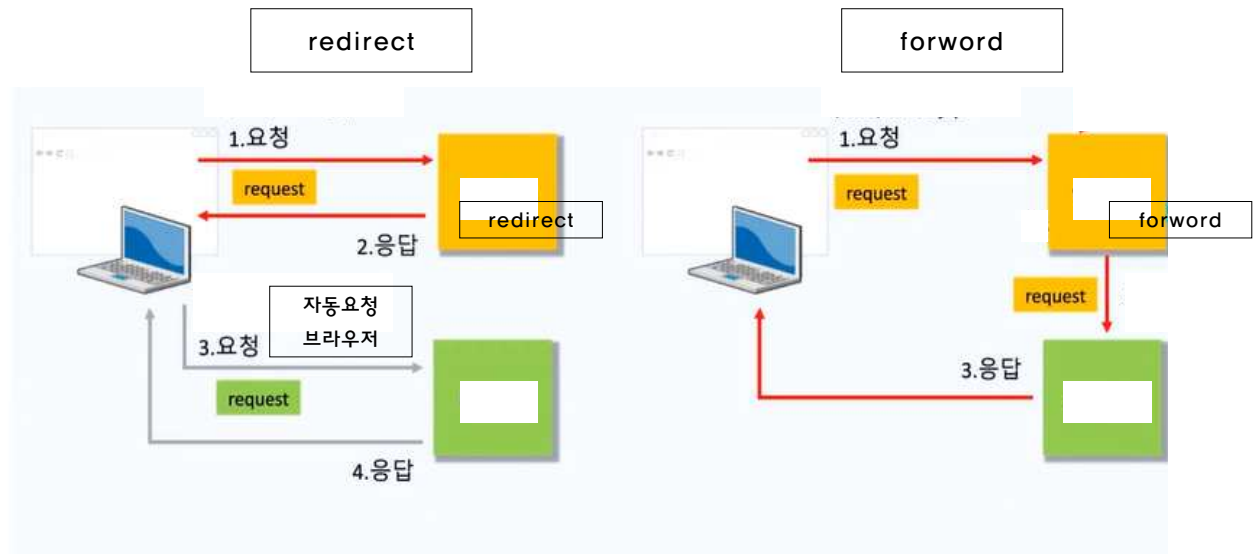 redirect
forword
1.요청
request
redirect
2.응답
자동요청
브라우저
3.요청
request
4.응답
1.요청
request
forword
request
3.응답